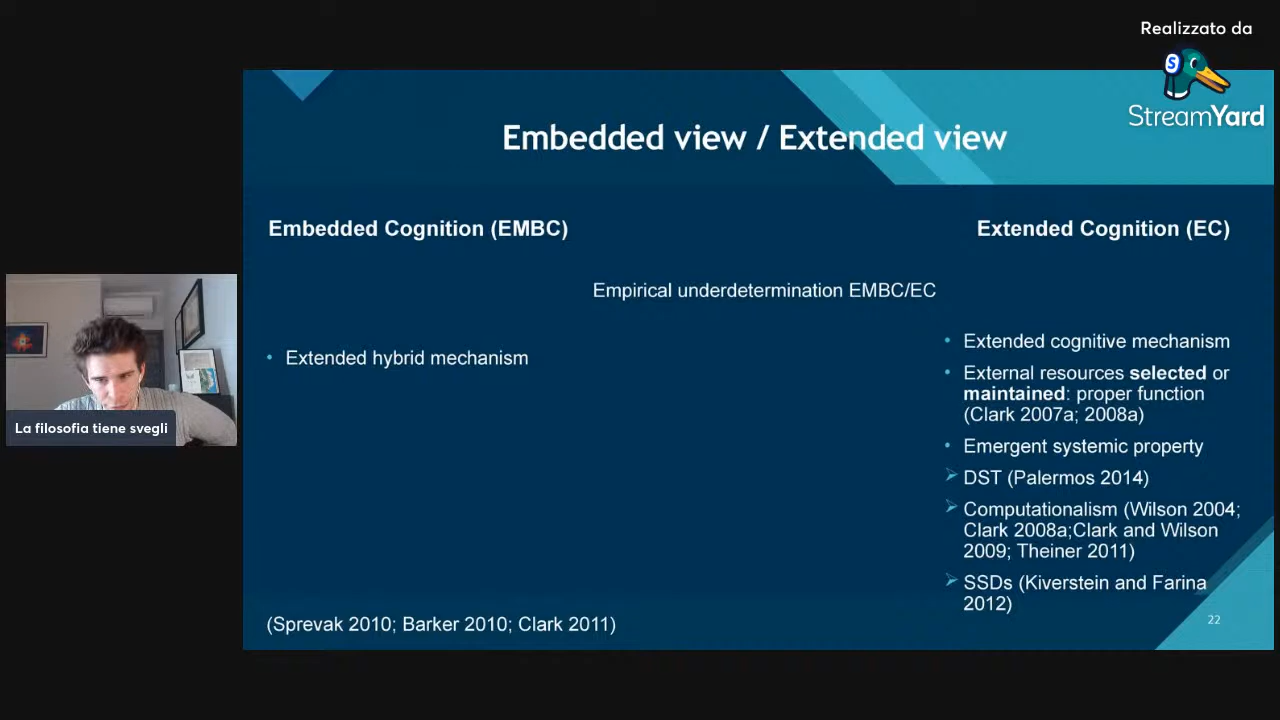 Realizzato da
StreamYard
Embedded view / Extended view
Embedded Cognition (EMBC)
Extended Cognition (EC)
Empirical underdetermination EMBC/EC
• Extended hybrid mechanism
• Extended cognitive mechanism
• External resources selected or
maintained: proper function
(Clark 2007a; 2008a)
• Emergent systemic property
➢ DST (Palermos 2014)
➢ Computationalism (Wilson 2004;
Clark 2008a;Clark and Wilson
2009; Theiner 2011)
➢ SSDs (Kiverstein and Farina
2012)
(Sprevak 2010; Barker 2010; Clark 2011)
22
La filosofia tiene svegli